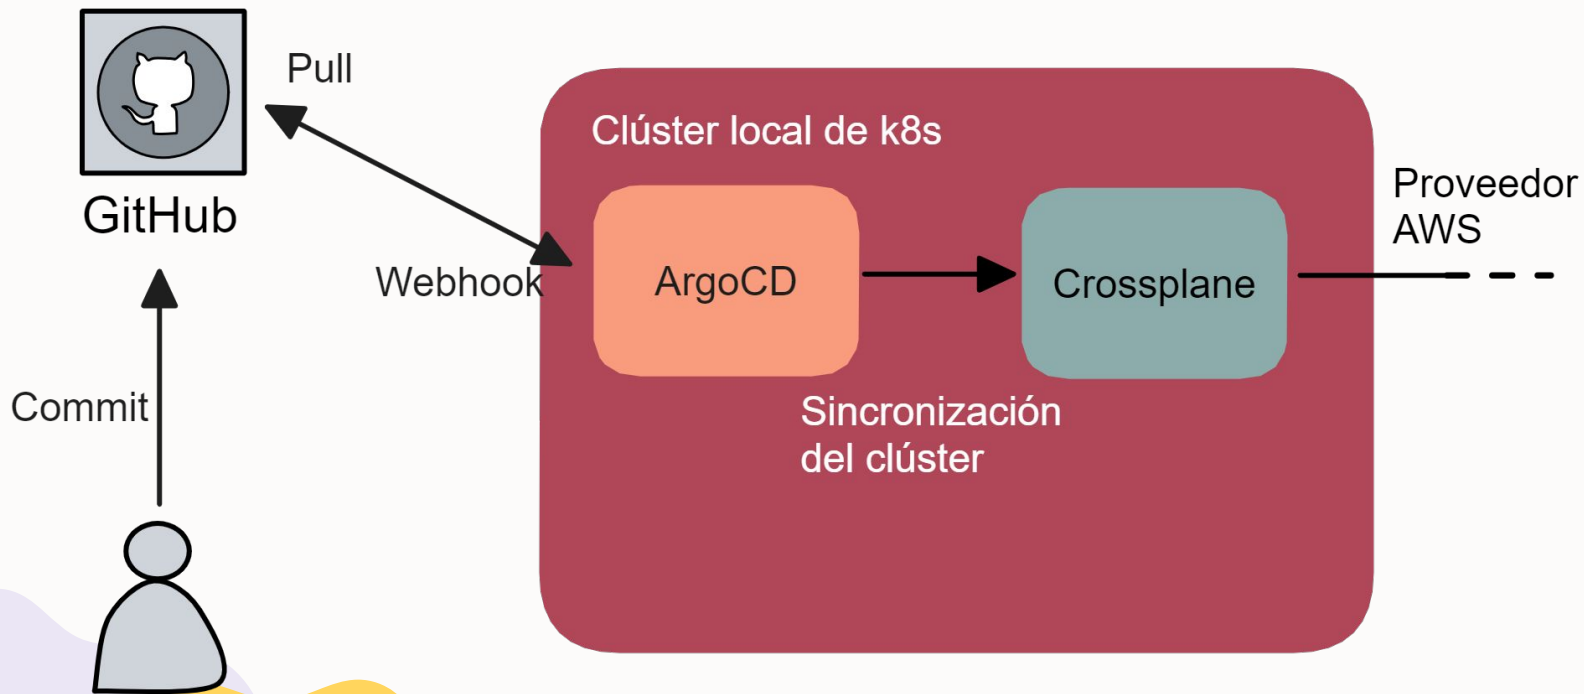 Pull
GitHub
Clúster local de k8s
Proveedor
AWS
Webhook
ArgoCD
Crossplane
Commit
Sincronización
del clúster